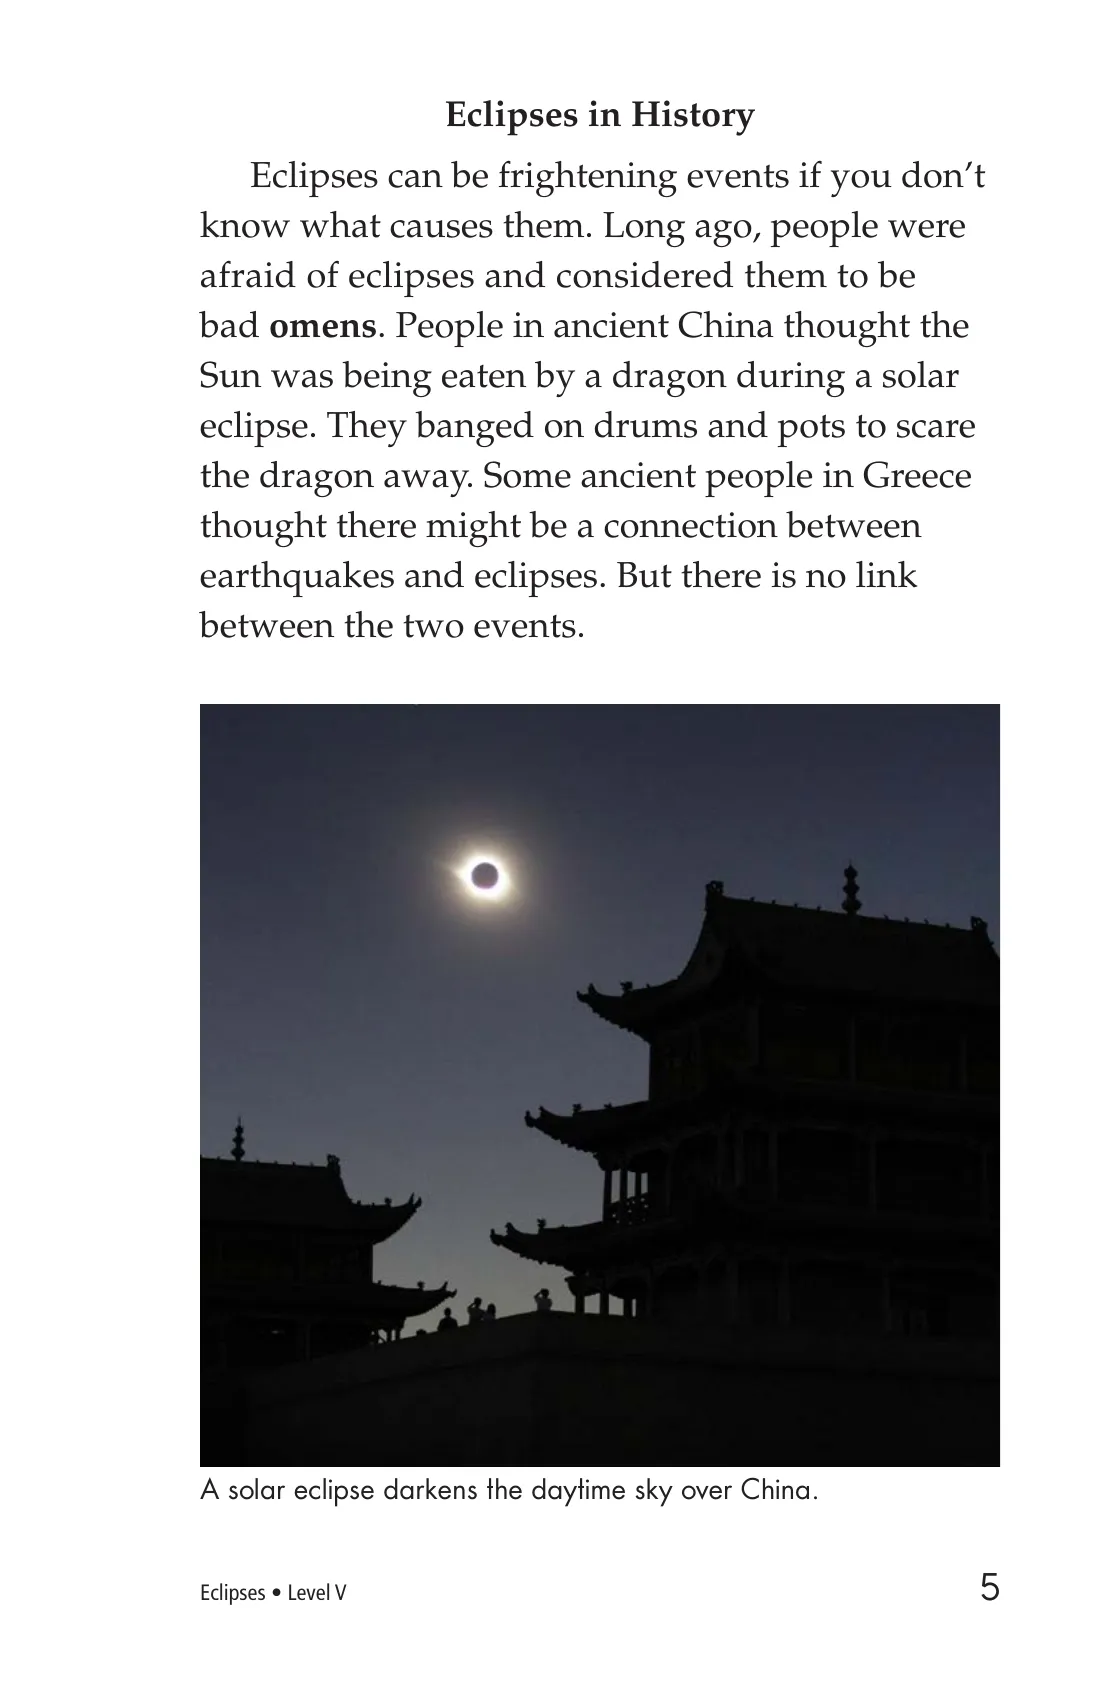 Eclipses in History
Eclipses can be frightening events if you don’t
know what causes them. Long ago, people were
afraid of eclipses and considered them to be
bad omens. People in ancient China thought the
Sun was being eaten by a dragon during a solar
eclipse. They banged on drums and pots to scare
the dragon away. Some ancient people in Greece
thought there might be a connection between
earthquakes and eclipses. But there is no link
between the two events.
A solar eclipse darkens the daytime sky over China.
Eclipses • Level V
5